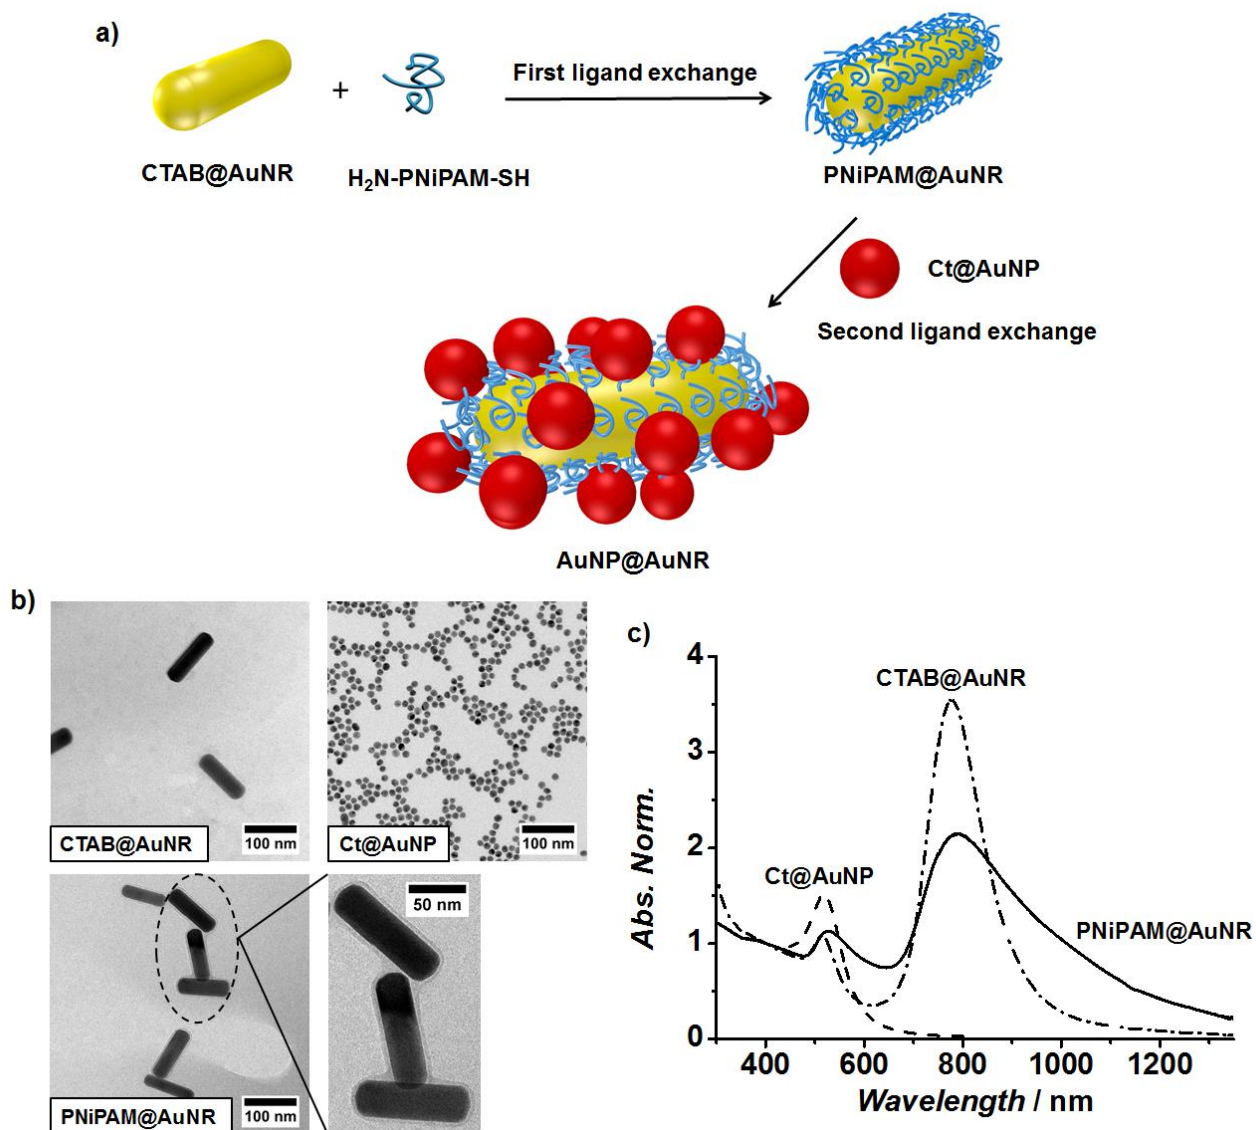 a)
CTAB@AuNR
+
H₂N-PNiPAM-SH
First ligand exchange
PNiPAM@AuNR
Ct@AuNP
Second ligand exchange
AuNP@AuNR
b)
CTAB@AuNR
100 nm
Ct@AuNP
100 nm
PNiPAM@AuNR
100 nm
50 nm
c)
4
3
2
1
0
Abs. Norm.
CTAB@AuNR
Ct@AuNP
PNiPAM@AuNR
400 600 800 1000 1200
Wavelength / nm